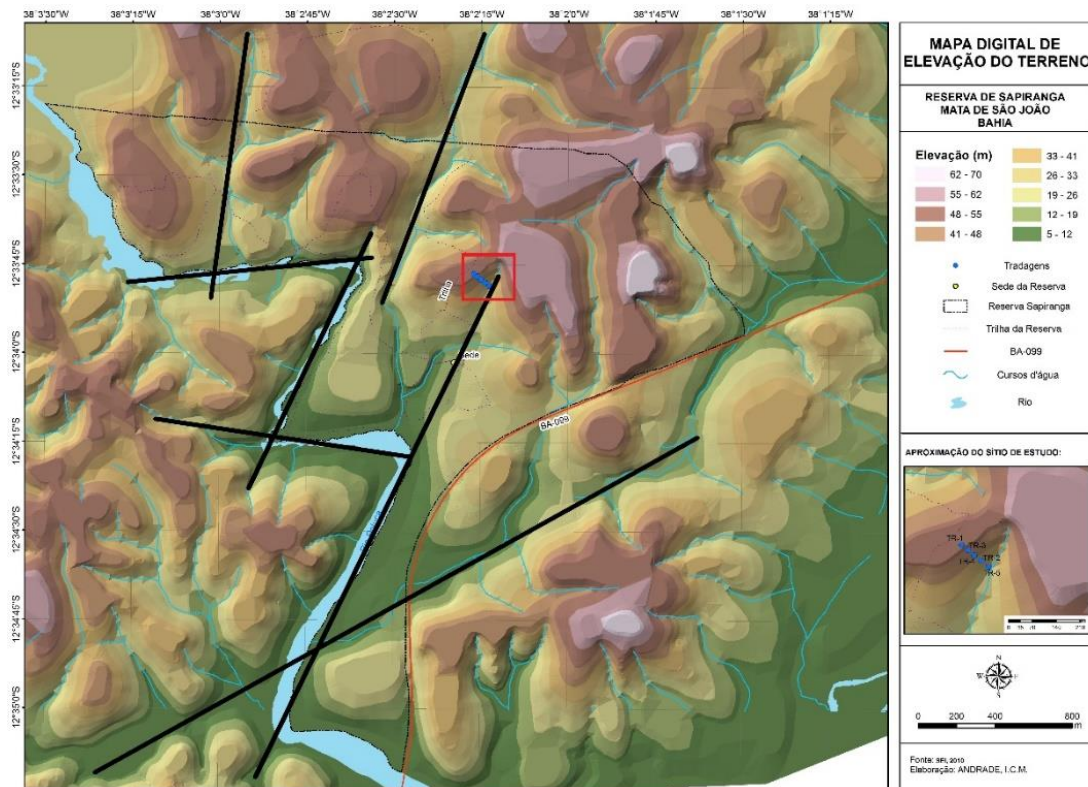 38°3'30"W 38°3'15"W 38°3'0"W 38°2'45"W 38°2'30"W 38°2'15"W 38°2'0"W 38°1'45"W 38°1'30"W 38°1'15"W
12°33'15"S
12°33'30"S
12°33'45"S
12°34'0"S
12°34'15"S
12°34'30"S
12°34'45"S
12°35'0"S
Trilha
BA-099
MAPA DIGITAL DE
ELEVAÇÃO DO TERRENO
RESERVA DE SAPIRANGA
MATA DE SÃO JOÃO
BAHIA
Elevação (m)
62 - 70
55 - 62
48 - 55
41 - 48
33 - 41
26 - 33
19 - 26
12 - 19
5 - 12
Tradagens
Sede da Reserva
Reserva Sapiranga
Trilha da Reserva
BA-099
Cursos d'água
Rio
APROXIMAÇÃO DO SÍTIO DE ESTUDO:
TR-1
TR-3
N
W
S
0 200 400 800
m
Fonte: SFI, 2010
Elaboração: ANDRADE, I.C.M.